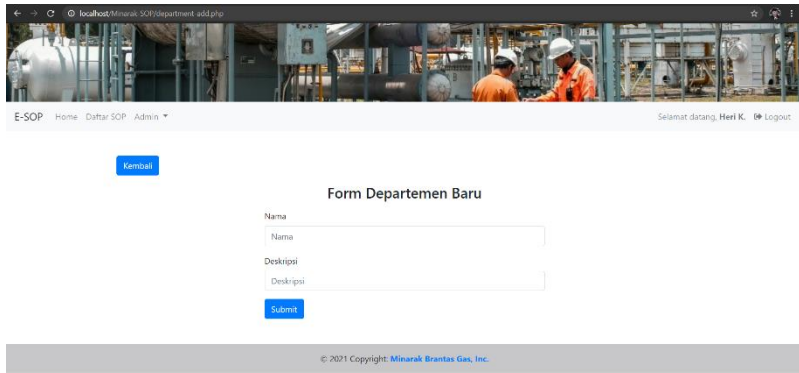 localhost/Minarak-SOP/department-add.php
E-SOP Home Daftar SOP Admin Selamat datang, Heri K. Logout
Kembali
Form Departemen Baru
Nama
Nama
Deskripsi
Deskripsi
Submit
© 2021 Copyright: Minarak Brantas Gas, Inc.